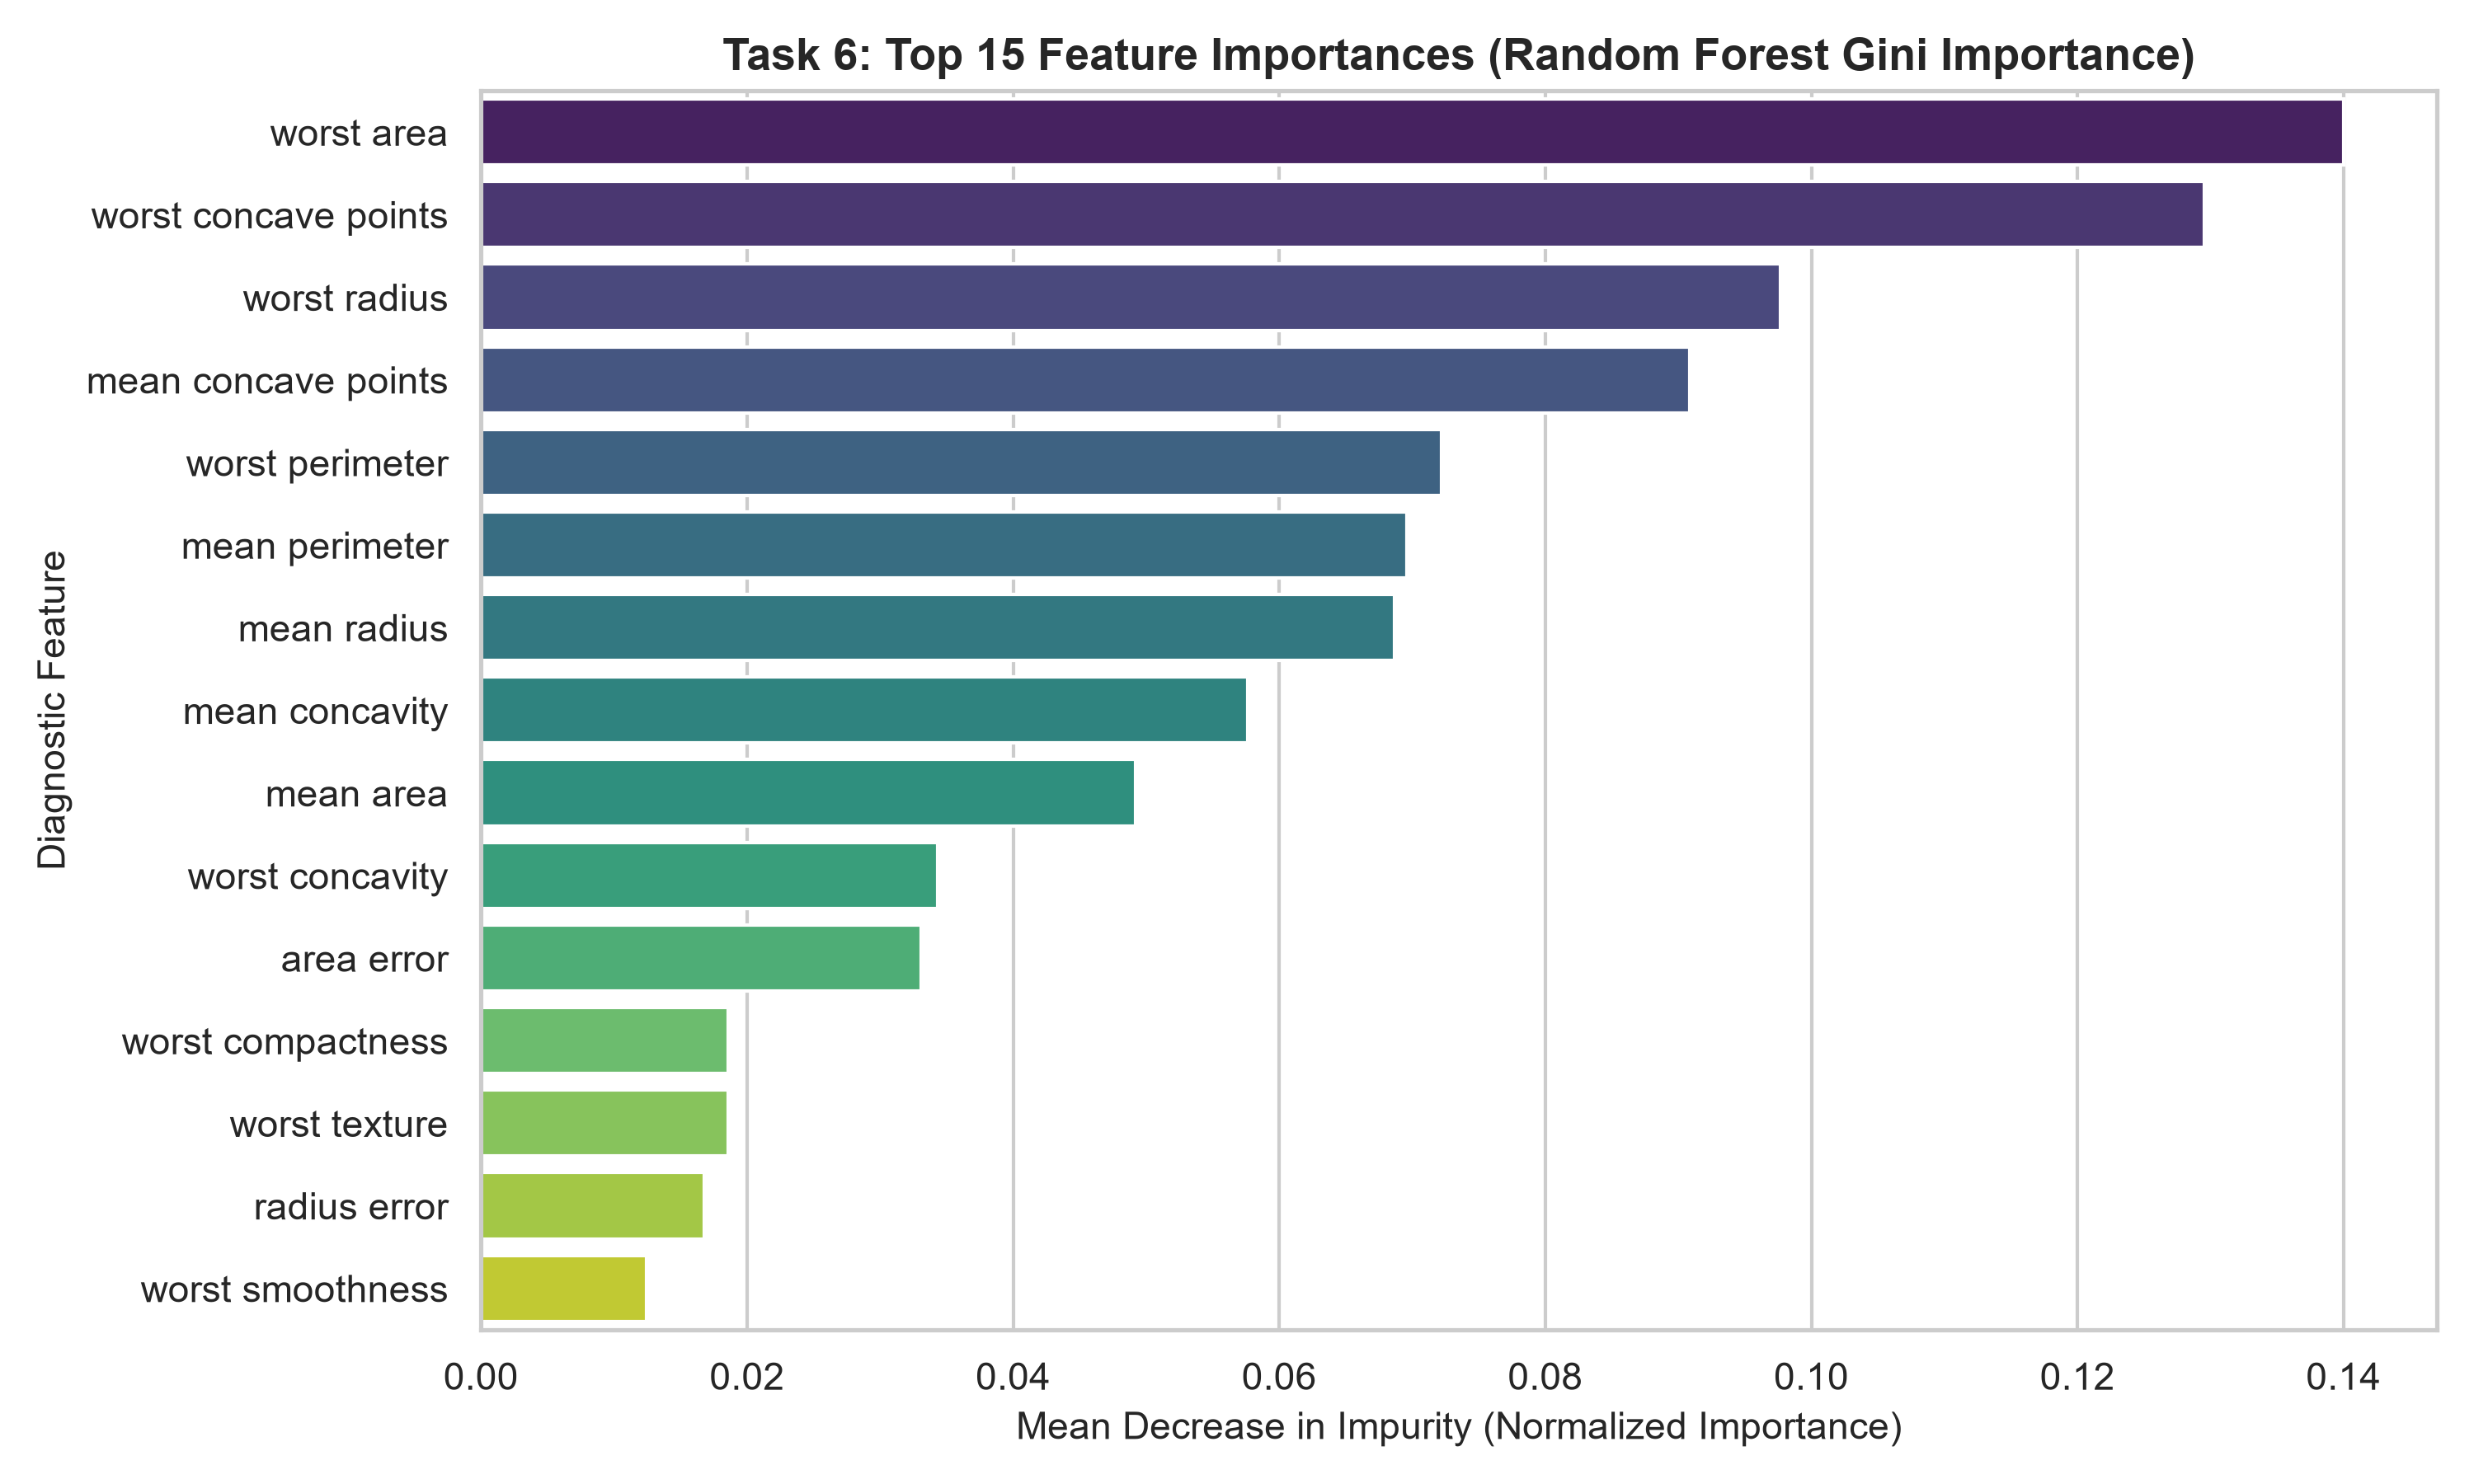 Task 6: Top 15 Feature Importances (Random Forest Gini Importance)
worst area
worst concave points
worst radius
mean concave points
worst perimeter
mean perimeter
mean radius
mean concavity
mean area
worst concavity
area error
worst compactness
worst texture
radius error
worst smoothness
Diagnostic Feature
0.00 0.02 0.04 0.06 0.08 0.10 0.12 0.14
Mean Decrease in Impurity (Normalized Importance)